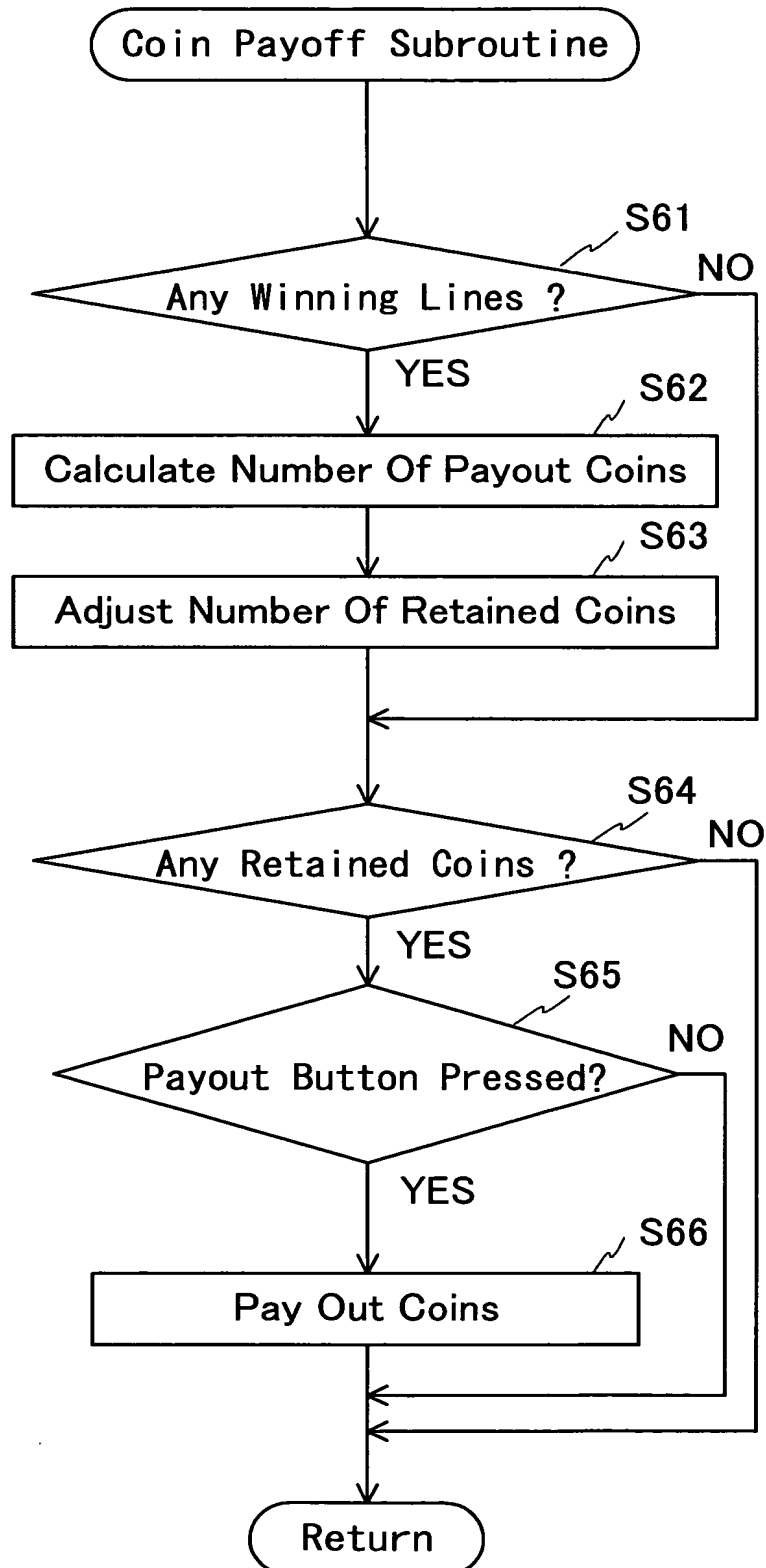 Coin Payoff Subroutine
S61
NO
Any Winning Lines ?
YES
S62
Calculate Number Of Payout Coins
S63
Adjust Number Of Retained Coins
S64
NO
Any Retained Coins ?
YES
S65
NO
Payout Button Pressed?
YES
S66
Pay Out Coins
Return